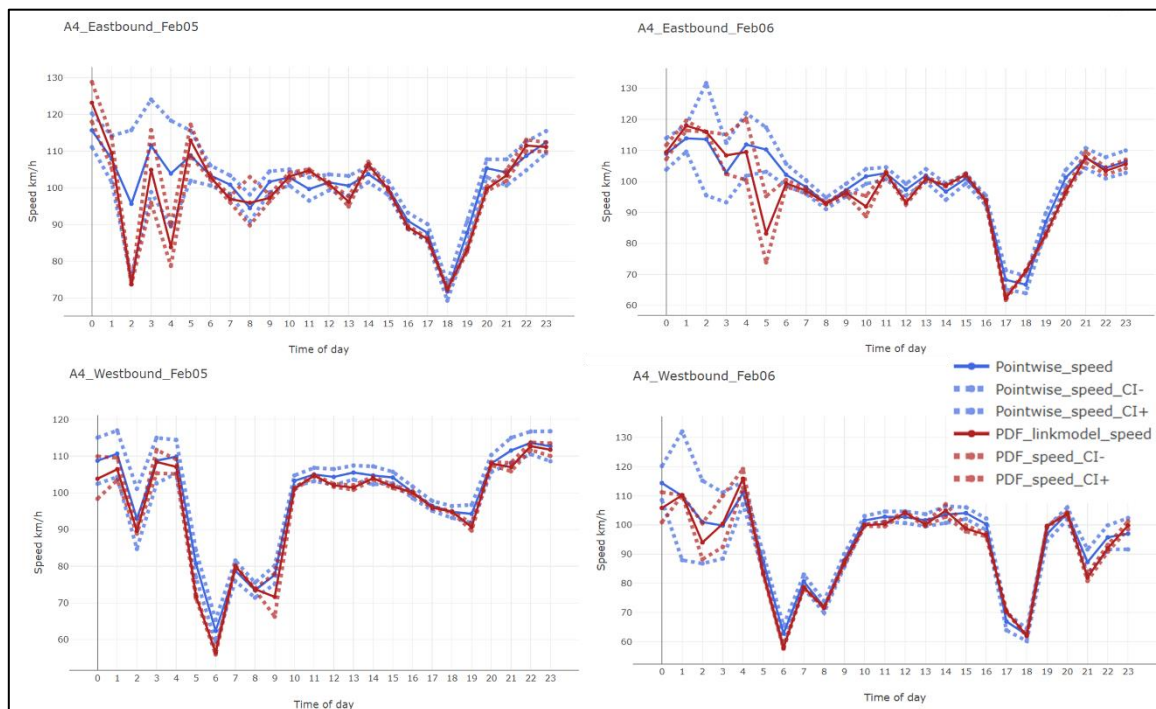 A4_Eastbound_Feb05
130
120
110
100
90
80
70
Speed km/h
0 1 2 3 4 5 6 7 8 9 10 11 12 13 14 15 16 17 18 19 20 21 22 23
Time of day
A4_Eastbound_Feb06
130
120
110
100
90
80
70
60
Speed km/h
0 1 2 3 4 5 6 7 8 9 10 11 12 13 14 15 16 17 18 19 20 21 22 23
Time of day
A4_Westbound_Feb05
120
110
100
90
80
70
60
Speed km/h
0 1 2 3 4 5 6 7 8 9 10 11 12 13 14 15 16 17 18 19 20 21 22 23
Time of day
A4_Westbound_Feb06
130
120
110
100
90
80
70
60
Speed km/h
0 1 2 3 4 5 6 7 8 9 10 11 12 13 14 15 16 17 18 19 20 21 22 23
Time of day
Pointwise_speed
Pointwise_speed_CI-
Pointwise_speed_CI+
PDF_linkmodel_speed
PDF_speed_CI-
PDF_speed_CI+